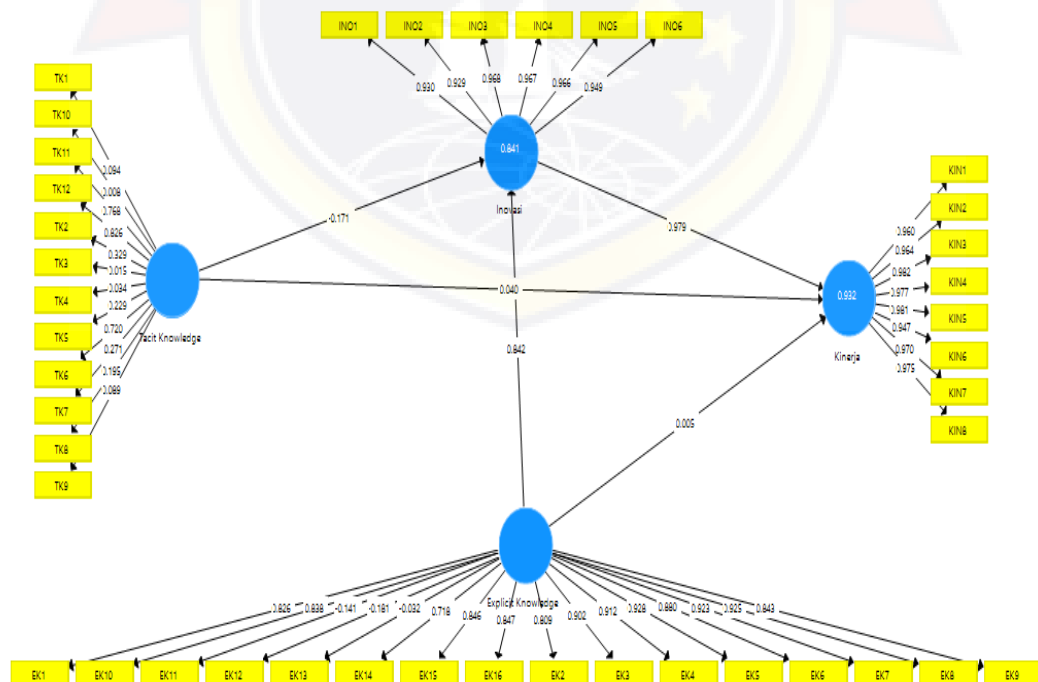 INO1
INO2
INO3
INO4
INO5
INO6
0.930
0.929
0.968
0.967
0.966
0.949
TK1
TK10
TK11
TK12
TK2
TK3
TK4
TK5
TK6
TK7
TK8
TK9
0.094
0.008
0.768
0.826
0.329
0.015
0.034
0.229
0.720
0.271
0.195
0.089
Tacit Knowledge
0.841
Inovasi
-0.171
0.979
0.040
0.842
0.005
KIN1
KIN2
KIN3
KIN4
KIN5
KIN6
KIN7
KIN8
0.960
0.964
0.982
0.977
0.981
0.947
0.970
0.975
0.932
Kinerja
Explicit Knowledge
0.826
0.838
-0.141
-0.181
-0.032
0.718
0.846
0.847
0.809
0.902
0.912
0.928
0.880
0.923
0.925
0.843
EK1
EK10
EK11
EK12
EK13
EK14
EK15
EK16
EK2
EK3
EK4
EK5
EK6
EK7
EK8
EK9